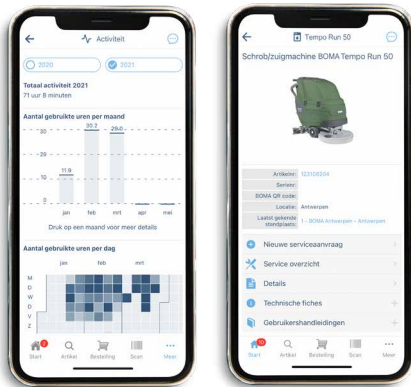 Activiteit
2020
2021
Totaal activiteit 2021
71 uur 8 minuten
Aantal gebruikte uren per maand
30
30.2
29.0
20
11.9
10
0
jan feb mrt apr mei
Druk op een maand voor meer details
Aantal gebruikte uren per dag
jan feb mrt
M
D
W
D
V
Z
2
Start Artikel Bestelling Scan Meer
Tempo Run 50
Schrob/zuigmachine BOMA Tempo Run 50
Artikelnr: 123108204
Serienr:
BOMA QR code:
Locatie: Antwerpen
Laatst gekende
standplaats: 1 - BOMA Antwerpen - Antwerpen
Nieuwe serviceaanvraag
Service overzicht
Details
Technische fiches
Gebruikershandleidingen
10
Start Artikel Bestelling Scan Meer